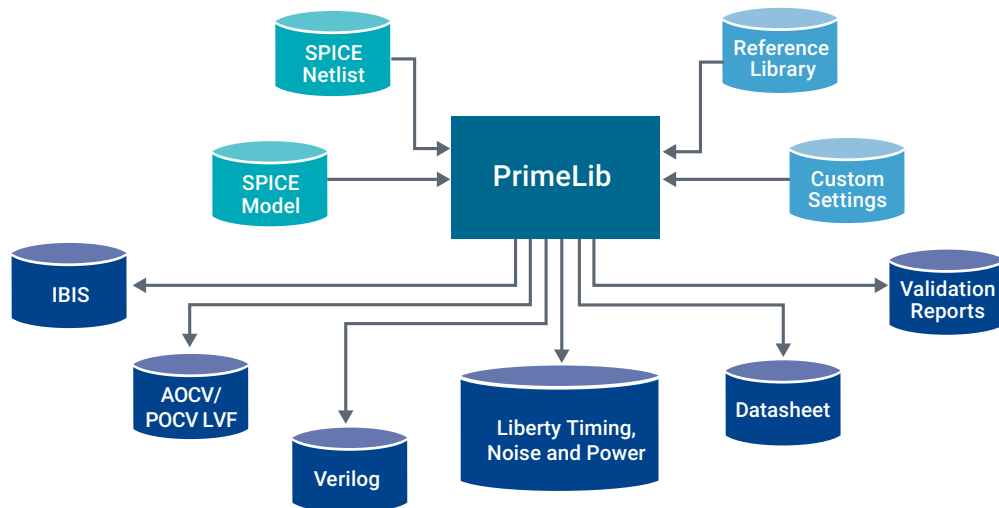 SPICE
Netlist
Reference
Library
PrimeLib
SPICE
Model
Custom
Settings
IBIS
Validation
Reports
AOCV/
POCV LVF
Datasheet
Liberty Timing,
Noise and Power
Verilog